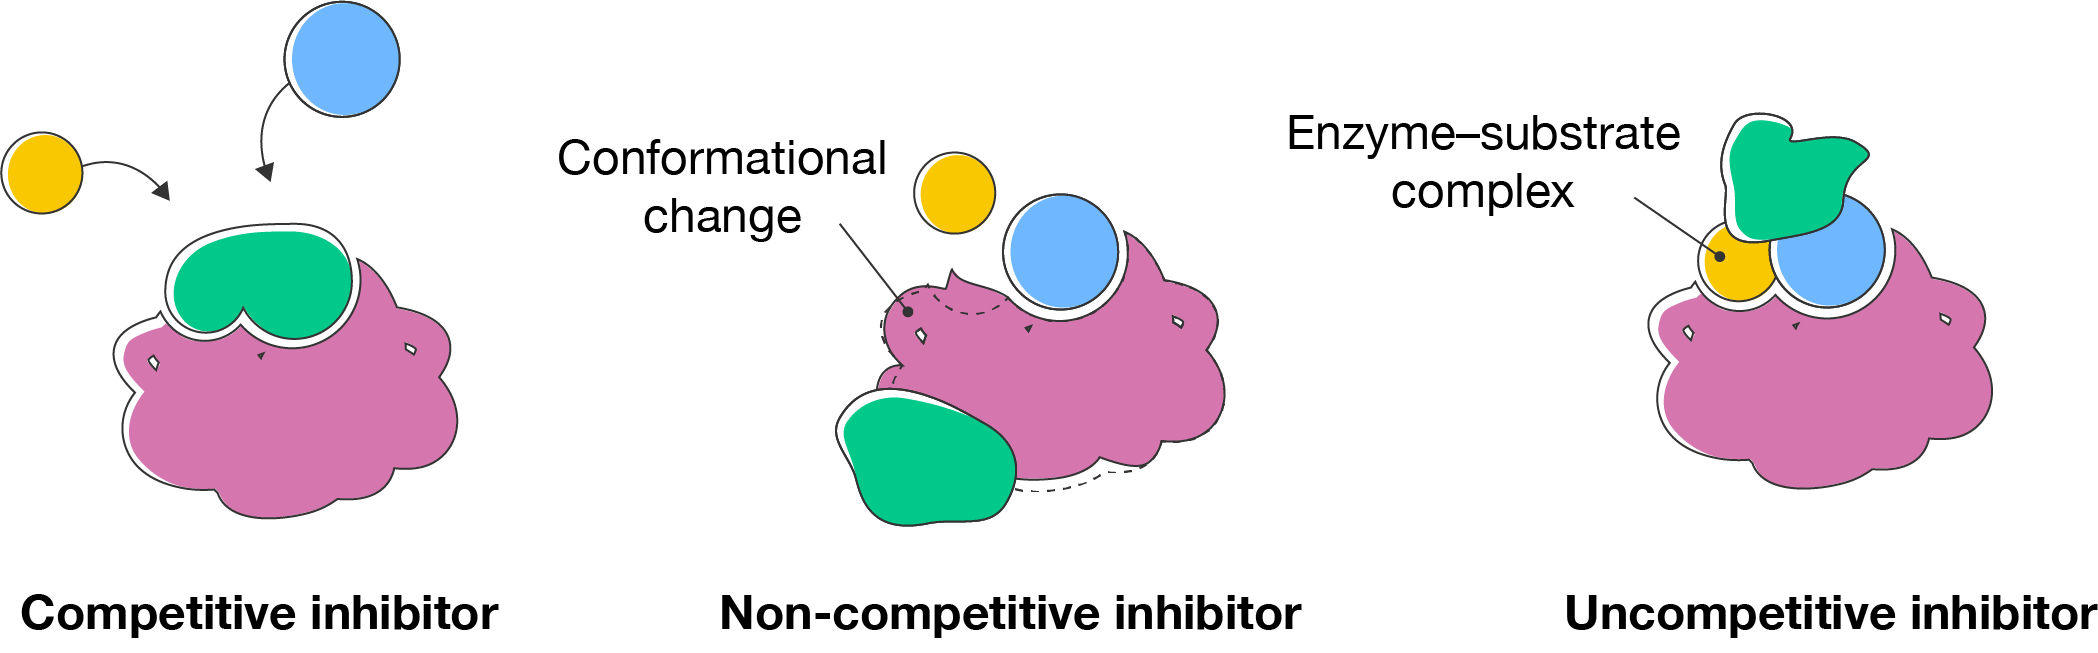 Conformational
change
Enzyme–substrate
complex
Competitive inhibitor
Non-competitive inhibitor
Uncompetitive inhibitor